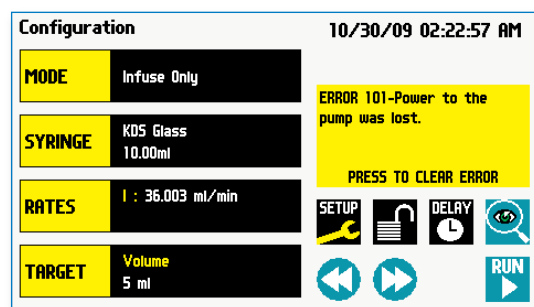 Configuration
10/30/09 02:22:57 AM
MODE
Infuse Only
SYRINGE
KDS Glass
10.00ml
RATES
I : 36.003 ml/min
TARGET
Volume
5 ml
ERROR 101-Power to the
pump was lost.
PRESS TO CLEAR ERROR
SETUP
DELAY
RUN